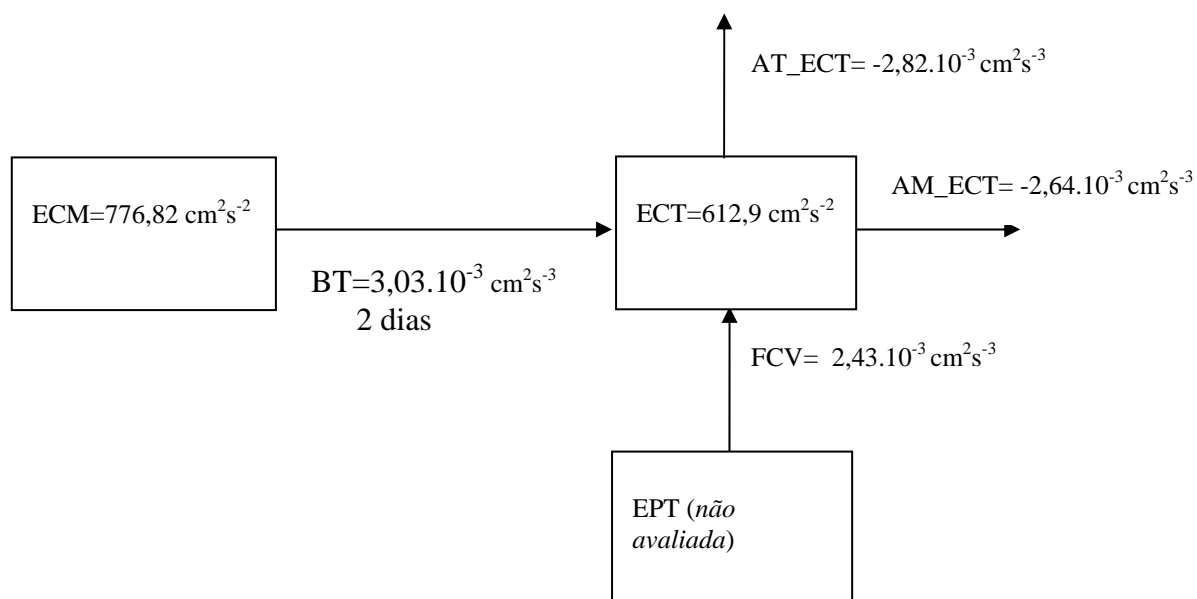 AT_ECT= -2,82.10⁻³ cm²s⁻³
ECM=776,82 cm²s⁻²
ECT=612,9 cm²s⁻²
AM_ECT= -2,64.10⁻³ cm²s⁻³
BT=3,03.10⁻³ cm²s⁻³
2 dias
FCV= 2,43.10⁻³ cm²s⁻³
EPT (não
avaliada)